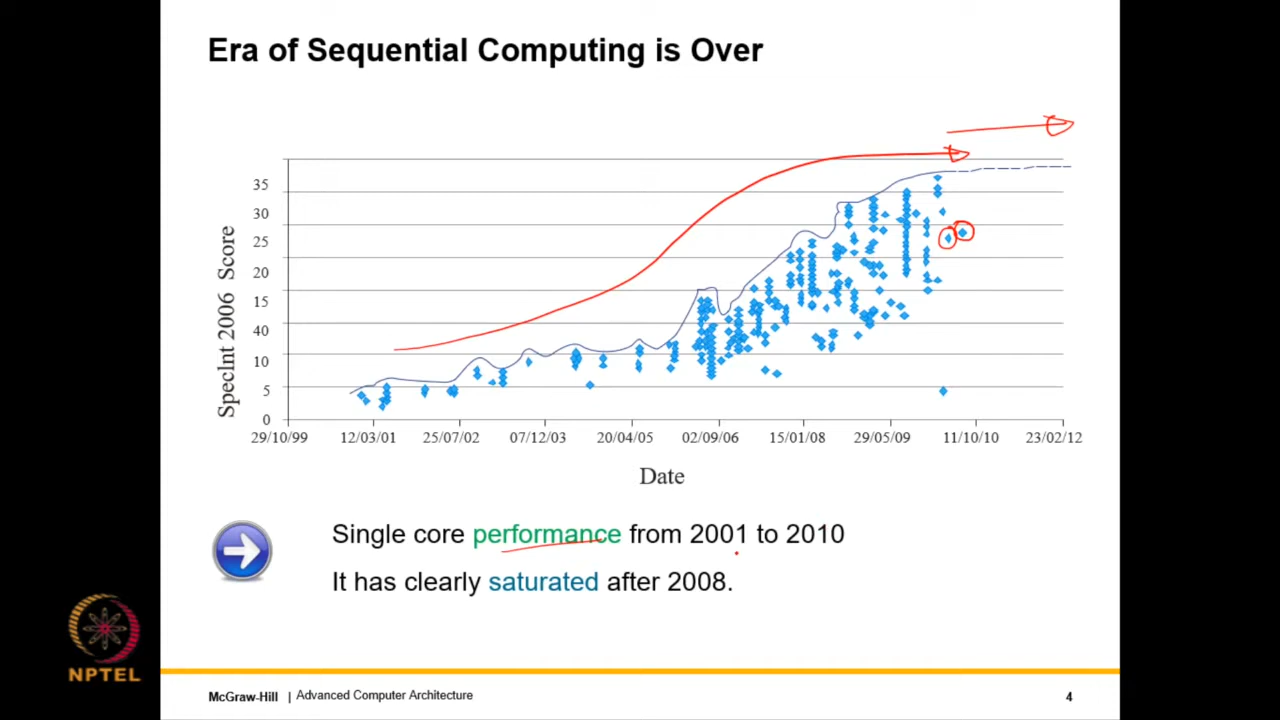 Era of Sequential Computing is Over
35
30
25
20
15
40
10
5
0
SpecInt 2006 Score
29/10/99 12/03/01 25/07/02 07/12/03 20/04/05 02/09/06 15/01/08 29/05/09 11/10/10 23/02/12
Date
Single core performance from 2001 to 2010
It has clearly saturated after 2008.
NPTEL
McGraw-Hill | Advanced Computer Architecture 4